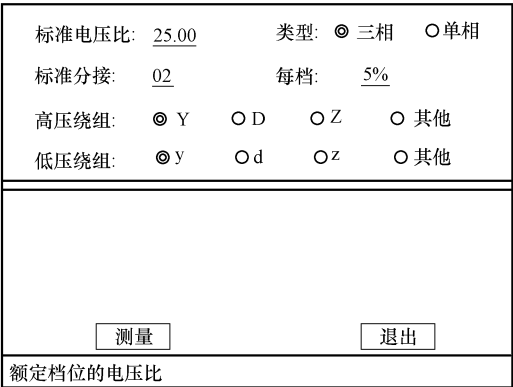 标准电压比: 25.00 类型: 三相 单相
标准分接: 02 每档: 5%
高压绕组: Y D Z 其他
低压绕组: y d z 其他
测量 退出
额定档位的电压比